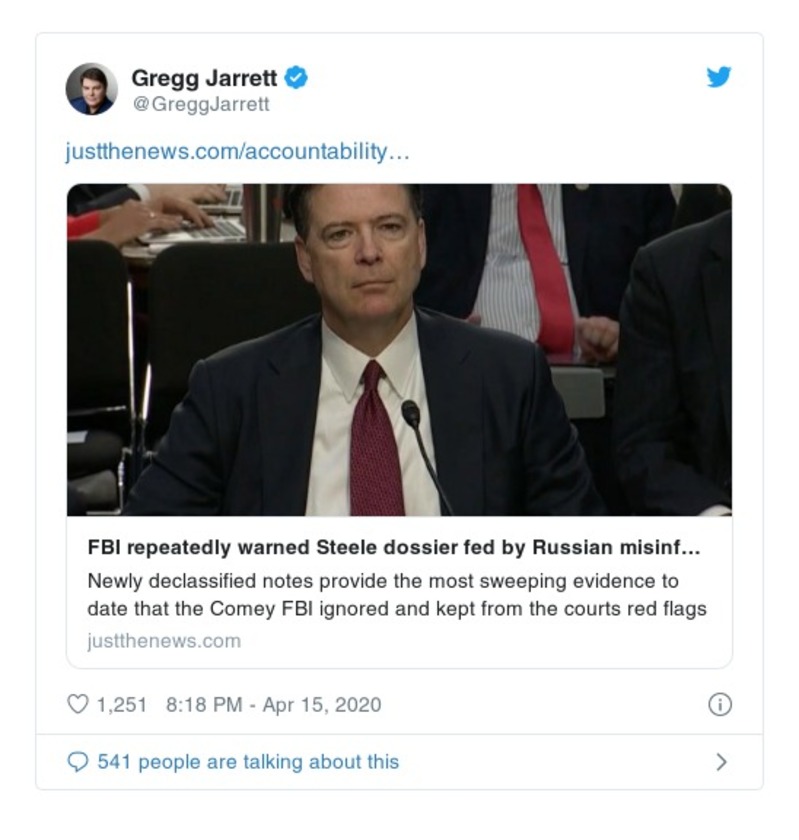 Gregg Jarrett
@GreggJarrett
justthenews.com/accountability…
FBI repeatedly warned Steele dossier fed by Russian misinf…
Newly declassified notes provide the most sweeping evidence to
date that the Comey FBI ignored and kept from the courts red flags
justthenews.com
1,251 8:18 PM - Apr 15, 2020
541 people are talking about this